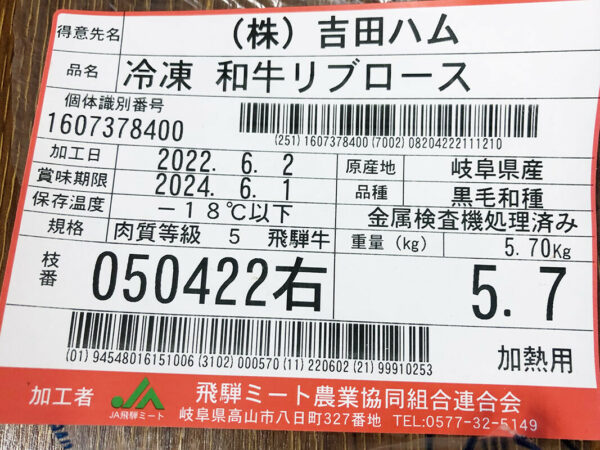 得意先名 （株）吉田ハム
品名 冷凍 和牛リブロース
個体識別番号
1607378400
(251) 1607378400 (7002) 08204222111210
加工日 2022. 6. 2
賞味期限 2024. 6. 1
保存温度 －18℃以下
規格 肉質等級 5 飛騨牛
原産地 岐阜県産
品種 黒毛和種
金属検査機処理済み
重量（kg） 5.70Kg
枝番 050422右
5.7
(01) 94548016151006 (3102) 000570 (11) 220602 (21) 99910253
加熱用
加工者 JA飛騨ミート 飛騨ミート農業協同組合連合会
岐阜県高山市八日町327番地 TEL:0577-32-5149